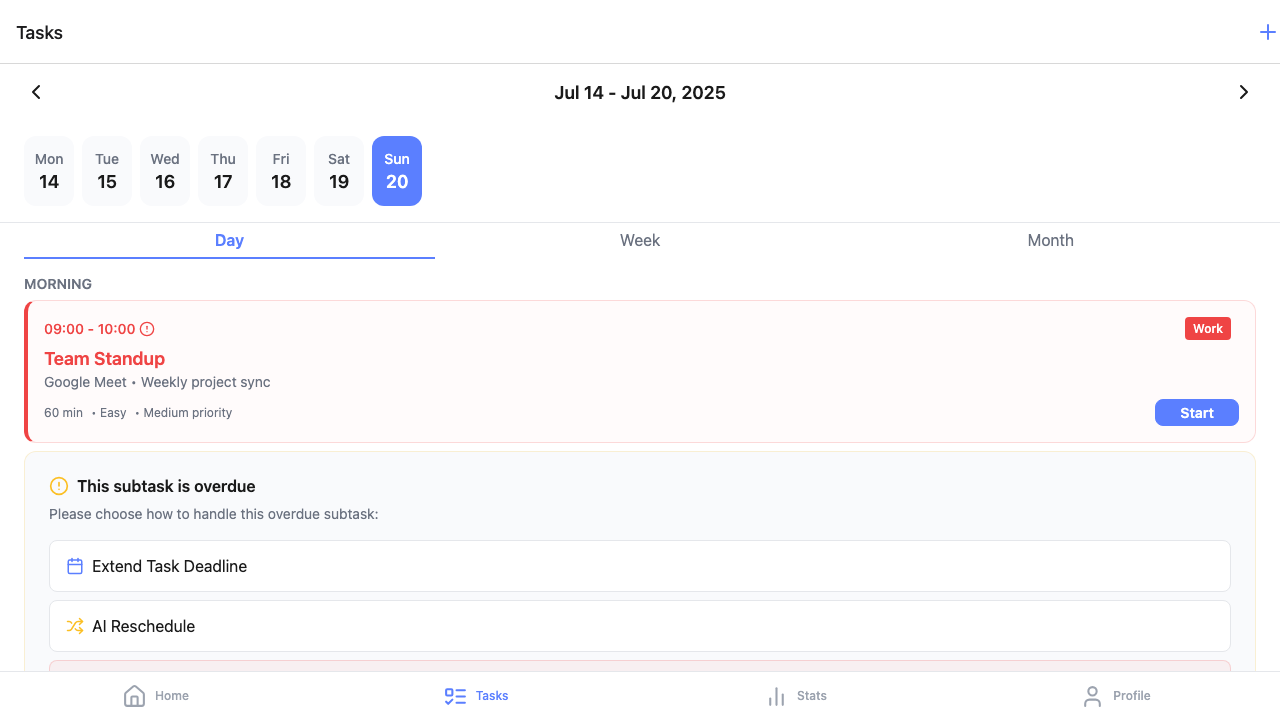 Tasks
Jul 14 - Jul 20, 2025
Mon Tue Wed Thu Fri Sat Sun
14 15 16 17 18 19 20
Day Week Month
MORNING
09:00 - 10:00 Work
Team Standup
Google Meet • Weekly project sync
60 min • Easy • Medium priority Start
This subtask is overdue
Please choose how to handle this overdue subtask:
Extend Task Deadline
AI Reschedule
Home Tasks Stats Profile